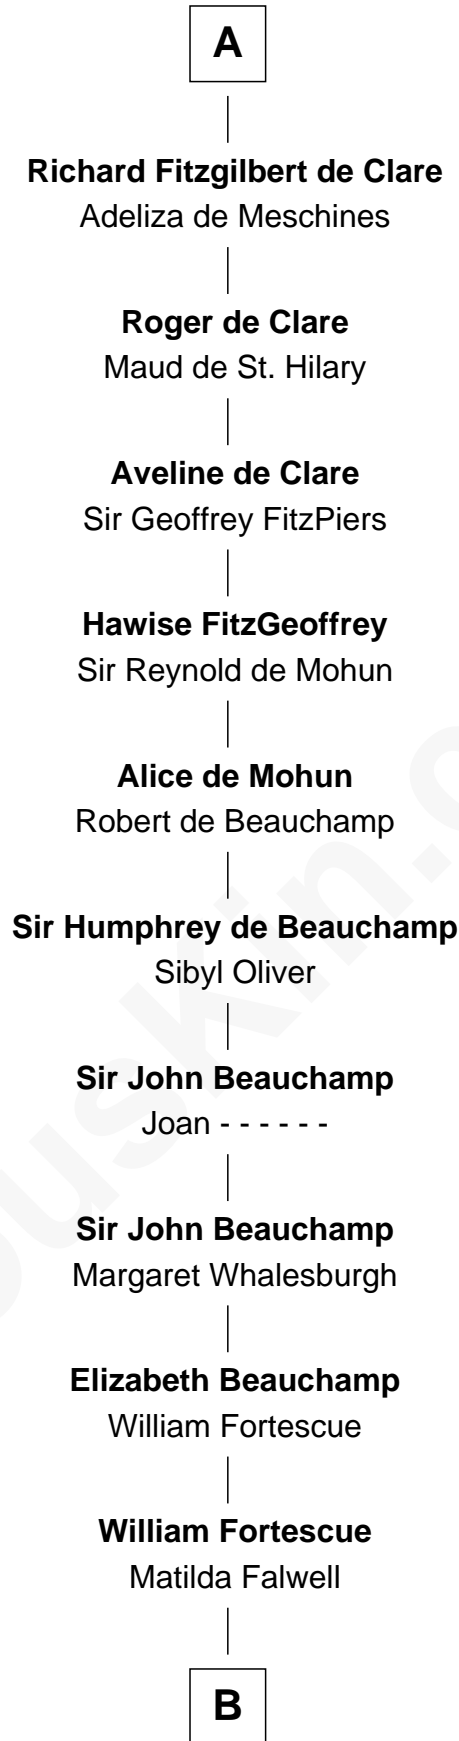 A
Richard Fitzgilbert de Clare
Adeliza de Meschines
Roger de Clare
Maud de St. Hilary
Aveline de Clare
Sir Geoffrey FitzPiers
Hawise FitzGeoffrey
Sir Reynold de Mohun
Alice de Mohun
Robert de Beauchamp
Sir Humphrey de Beauchamp
Sibyl Oliver
Sir John Beauchamp
Joan - - - - - -
Sir John Beauchamp
Margaret Whalesburgh
Elizabeth Beauchamp
William Fortescue
William Fortescue
Matilda Falwell
B